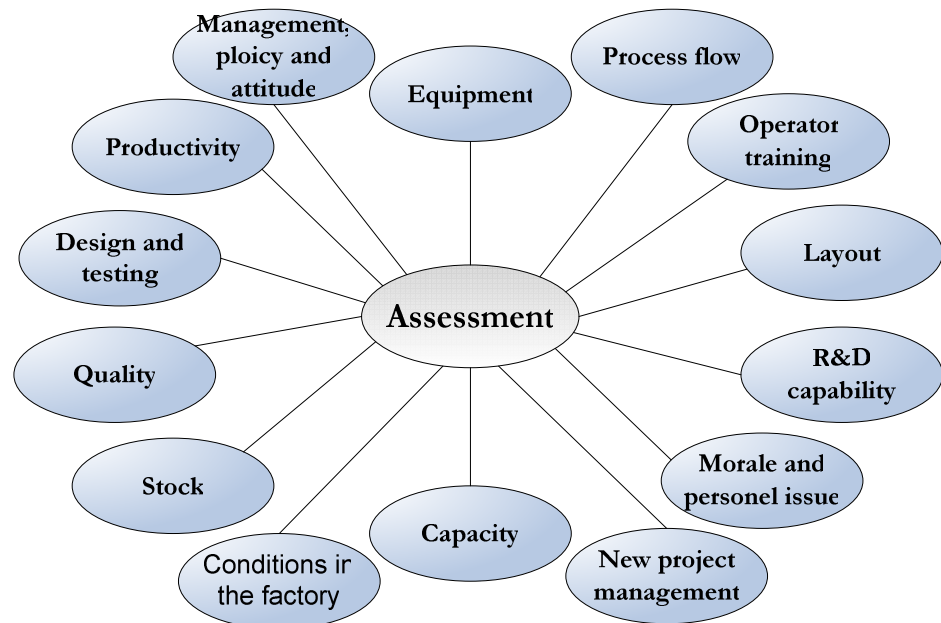 Management,
ploicy and
attitude
Equipment
Process flow
Productivity
Operator
training
Design and
testing
Layout
Assessment
Quality
R&D
capability
Stock
Morale and
personel issue
Capacity
Conditions in
the factory
New project
management